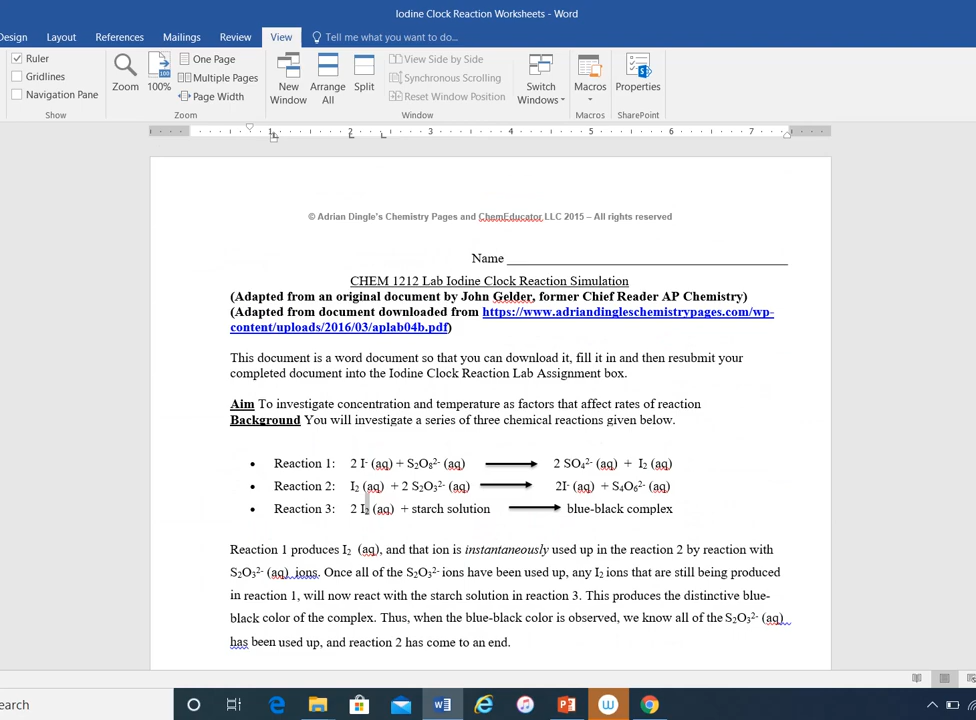 Iodine Clock Reaction Worksheets - Word
Design Layout References Mailings Review View Tell me what you want to do...
Ruler
Gridlines
Navigation Pane
Show
Zoom
100%
One Page
Multiple Pages
Page Width
Zoom
New Window
Arrange All
Split
View Side by Side
Synchronous Scrolling
Reset Window Position
Window
Switch Windows
Macros
Macros
Properties
SharePoint
1 2 3 4 5 6 7
© Adrian Dingle's Chemistry Pages and ChemEducator LLC 2015 – All rights reserved
Name
CHEM 1212 Lab Iodine Clock Reaction Simulation
(Adapted from an original document by John Gelder, former Chief Reader AP Chemistry)
(Adapted from document downloaded from https://www.adriandingleschemistrypages.com/wp-
content/uploads/2016/03/aplab04b.pdf)
This document is a word document so that you can download it, fill it in and then resubmit your
completed document into the Iodine Clock Reaction Lab Assignment box.
Aim To investigate concentration and temperature as factors that affect rates of reaction
Background You will investigate a series of three chemical reactions given below.
• Reaction 1: 2 I⁻ (aq) + S₂O₈²⁻ (aq) → 2 SO₄²⁻ (aq) + I₂ (aq)
• Reaction 2: I₂ (aq) + 2 S₂O₃²⁻ (aq) → 2I⁻ (aq) + S₄O₆²⁻ (aq)
• Reaction 3: 2 I₂ (aq) + starch solution → blue-black complex
Reaction 1 produces I₂ (aq), and that ion is instantaneously used up in the reaction 2 by reaction with
S₂O₃²⁻ (aq) ions. Once all of the S₂O₃²⁻ ions have been used up, any I₂ ions that are still being produced
in reaction 1, will now react with the starch solution in reaction 3. This produces the distinctive blue-
black color of the complex. Thus, when the blue-black color is observed, we know all of the S₂O₃²⁻ (aq)
has been used up, and reaction 2 has come to an end.
earch